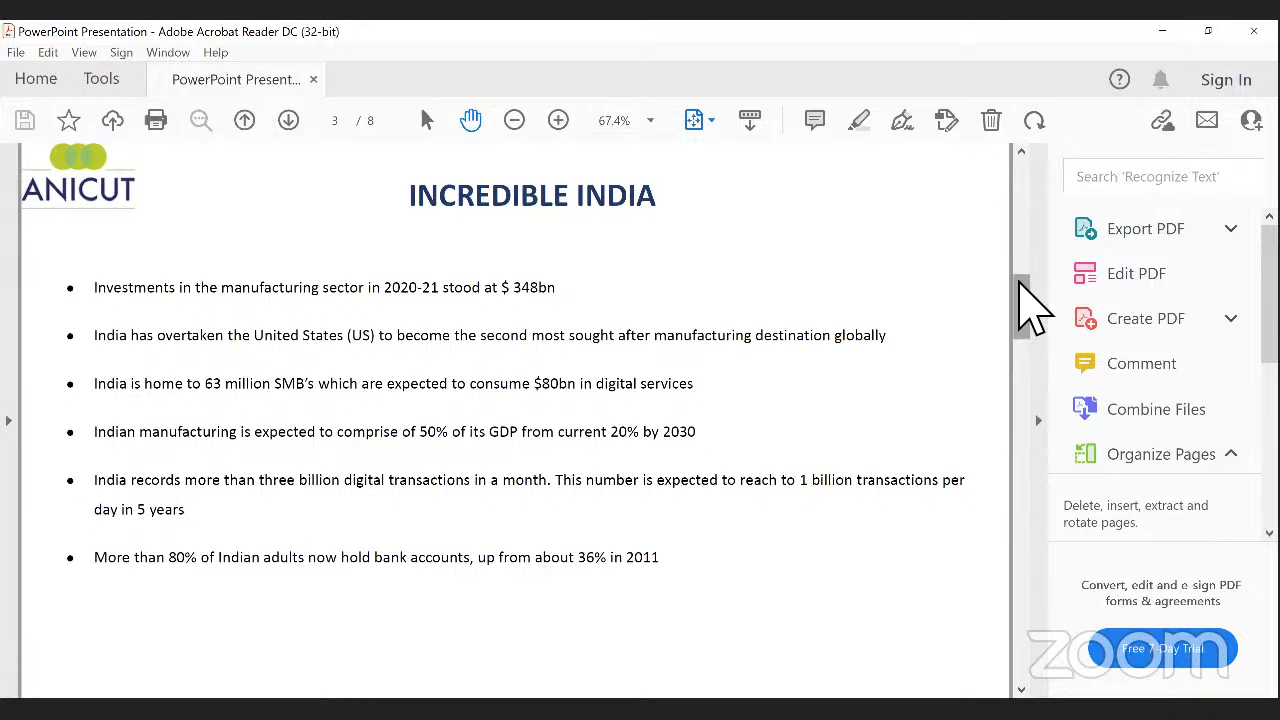 PowerPoint Presentation - Adobe Acrobat Reader DC (32-bit)
File Edit View Sign Window Help
Home Tools PowerPoint Present... × Sign In
3 / 8 67.4%
ANICUT
INCREDIBLE INDIA
• Investments in the manufacturing sector in 2020-21 stood at $ 348bn
• India has overtaken the United States (US) to become the second most sought after manufacturing destination globally
• India is home to 63 million SMB's which are expected to consume $80bn in digital services
• Indian manufacturing is expected to comprise of 50% of its GDP from current 20% by 2030
• India records more than three billion digital transactions in a month. This number is expected to reach to 1 billion transactions per
day in 5 years
• More than 80% of Indian adults now hold bank accounts, up from about 36% in 2011
Search 'Recognize Text'
Export PDF
Edit PDF
Create PDF
Comment
Combine Files
Organize Pages
Delete, insert, extract and
rotate pages.
Convert, edit and e-sign PDF
forms & agreements
Free 7-Day Trial
zoom